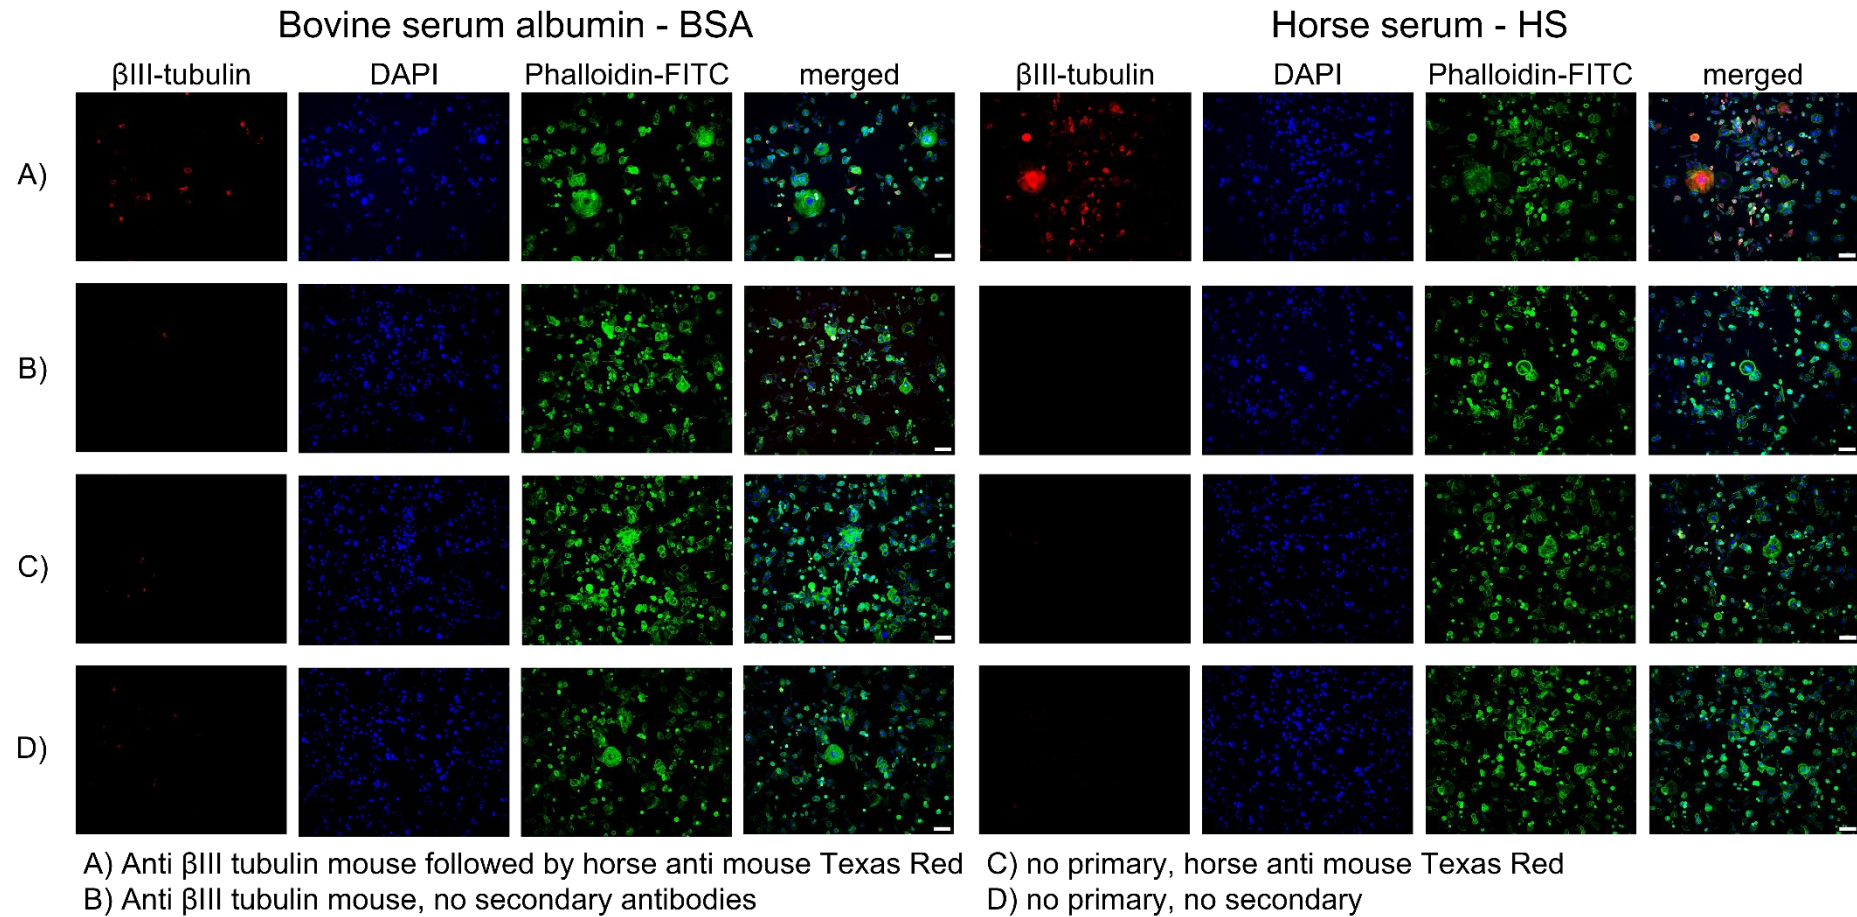 Bovine serum albumin - BSA
Horse serum - HS
βIII-tubulin DAPI Phalloidin-FITC merged βIII-tubulin DAPI Phalloidin-FITC merged
A)
B)
C)
D)
A) Anti βIII tubulin mouse followed by horse anti mouse Texas Red C) no primary, horse anti mouse Texas Red
B) Anti βIII tubulin mouse, no secondary antibodies D) no primary, no secondary